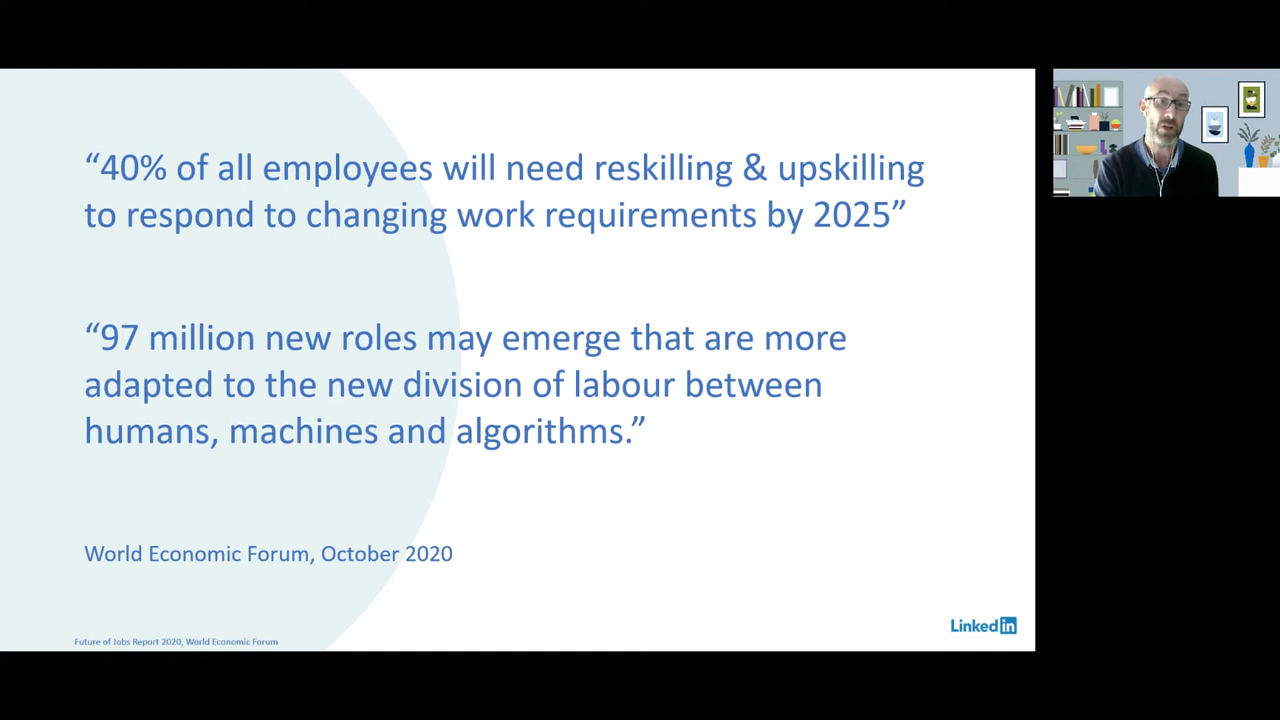 “40% of all employees will need reskilling & upskilling
to respond to changing work requirements by 2025”
“97 million new roles may emerge that are more
adapted to the new division of labour between
humans, machines and algorithms.”
World Economic Forum, October 2020
Future of Jobs Report 2020, World Economic Forum
Linkedin